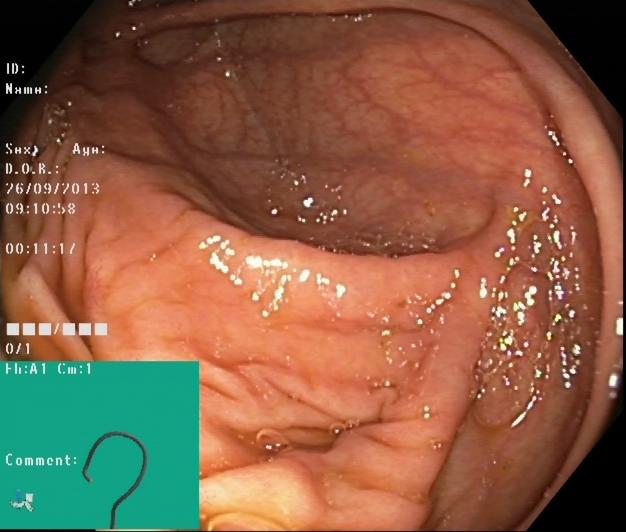 ID:
Name:
Sex: Age:
D.O.B.:
26/09/2013
09:10:58
00:11:17
/
0/1
Eh:A1 Cm:1
Comment: